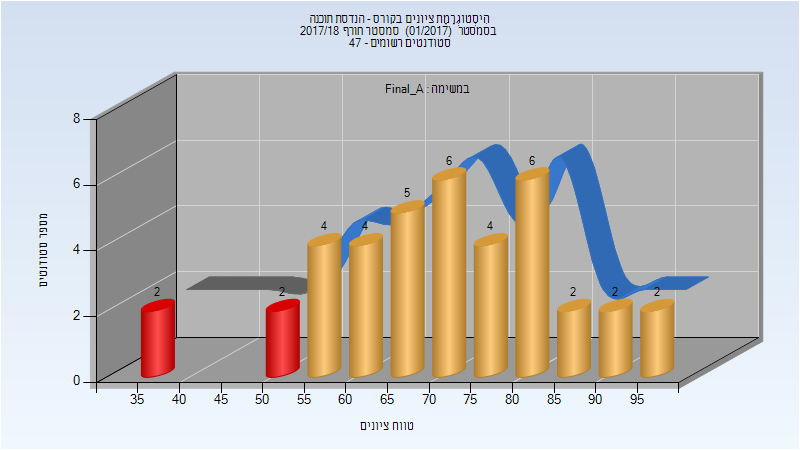 היסטוגרמת ציונים בקורס - הנדסת תוכנה
בסמסטר (01/2017) סמסטר חורף 2017/18
סטודנטים רשומים - 47
במשימה : Final_A
מספר סטודנטים
8
6
4
2
0
2
2
4
4
5
6
4
6
2
2
2
35 40 45 50 55 60 65 70 75 80 85 90 95
טווח ציונים